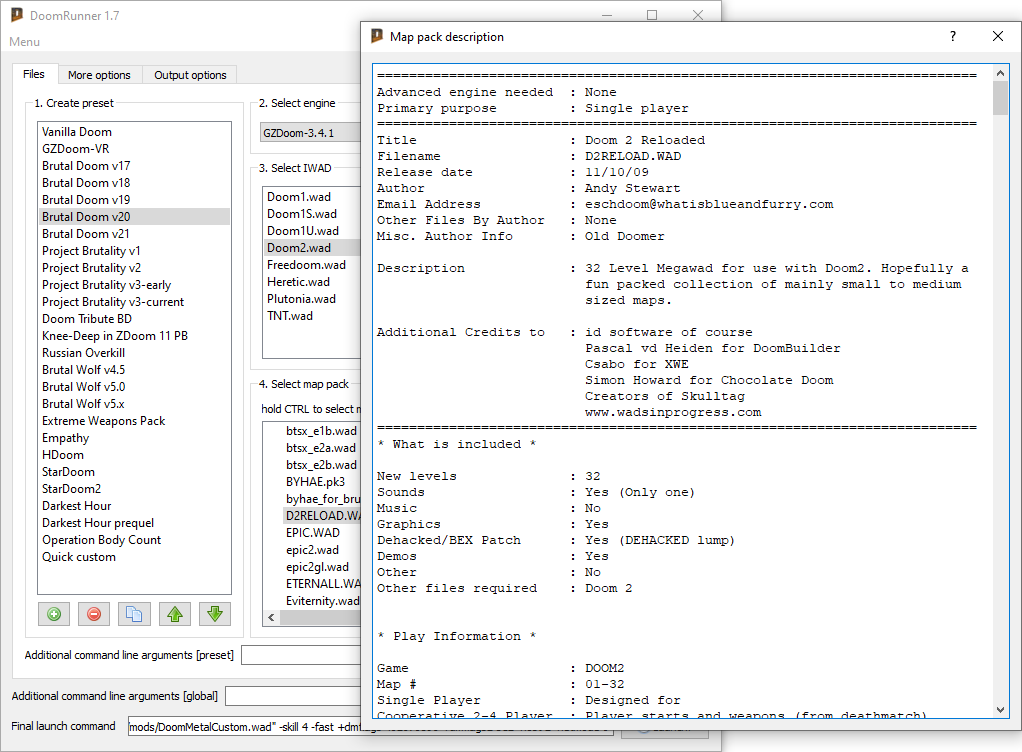 DoomRunner 1.7
Menu
Files
More options
Output options
1. Create preset
Vanilla Doom
GZDoom-VR
Brutal Doom v17
Brutal Doom v18
Brutal Doom v19
Brutal Doom v20
Brutal Doom v21
Project Brutality v1
Project Brutality v2
Project Brutality v3-early
Project Brutality v3-current
Doom Tribute BD
Knee-Deep in ZDoom 11 PB
Russian Overkill
Brutal Wolf v4.5
Brutal Wolf v5.0
Brutal Wolf v5.x
Extreme Weapons Pack
Empathy
HDoom
StarDoom
StarDoom2
Darkest Hour
Darkest Hour prequel
Operation Body Count
Quick custom
2. Select engine
GZDoom-3.4.1
3. Select IWAD
Doom1.wad
Doom1S.wad
Doom1U.wad
Doom2.wad
Freedoom.wad
Heretic.wad
Plutonia.wad
TNT.wad
4. Select map pack
hold CTRL to select
btsx_e1b.wad
btsx_e2a.wad
btsx_e2b.wad
BYHAE.pk3
byhae_for_bru
D2RELOAD.WA
EPIC.WAD
epic2.wad
epic2gl.wad
ETERNALL.WA
Eviternity.wad
Additional command line arguments [preset]
Additional command line arguments [global]
Final launch command
mods/DoomMetalCustom.wad" -skill 4 -fast
Map pack description
?
===========================================================================
Advanced engine needed : None
Primary purpose : Single player
===========================================================================
Title : Doom 2 Reloaded
Filename : D2RELOAD.WAD
Release date : 11/10/09
Author : Andy Stewart
Email Address : eschdoom@whatisblueandfurry.com
Other Files By Author : None
Misc. Author Info : Old Doomer
Description : 32 Level Megawad for use with Doom2. Hopefully a
fun packed collection of mainly small to medium
sized maps.
Additional Credits to : id software of course
Pascal vd Heiden for DoomBuilder
Csabo for XWE
Simon Howard for Chocolate Doom
Creators of Skulltag
www.wadsinprogress.com
===========================================================================
* What is included *
New levels : 32
Sounds : Yes (Only one)
Music : No
Graphics : Yes
Dehacked/BEX Patch : Yes (DEHACKED lump)
Demos : Yes
Other : No
Other files required : Doom 2
* Play Information *
Game : DOOM2
Map # : 01-32
Single Player : Designed for
Cooperative 2-4 Player : Player starts and weapons (from deathmatch)